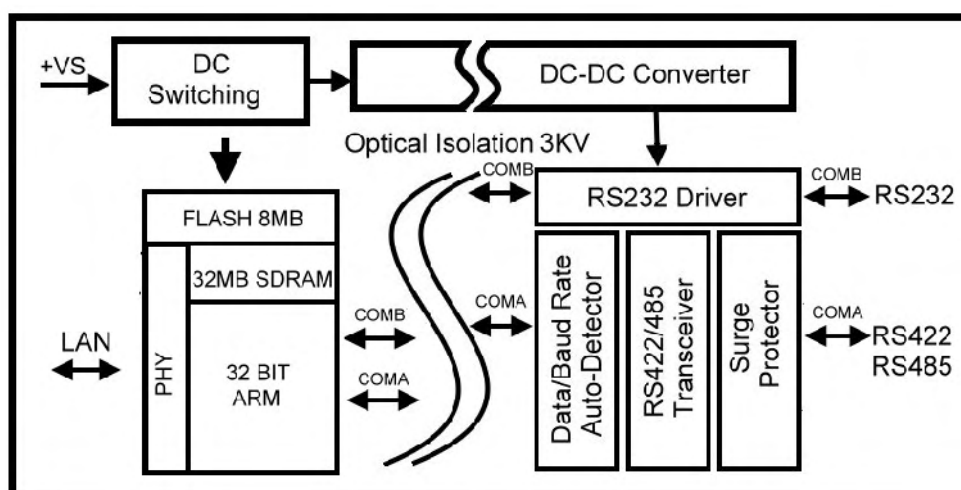 +VS
DC
Switching
DC-DC Converter
Optical Isolation 3KV
COMB
RS232 Driver
COMB
RS232
FLASH 8MB
32MB SDRAM
PHY
32 BIT
ARM
LAN
COMB
COMA
COMA
Data/Baud Rate
Auto-Detector
RS422/485
Transceiver
Surge
Protector
COMA
RS422
RS485